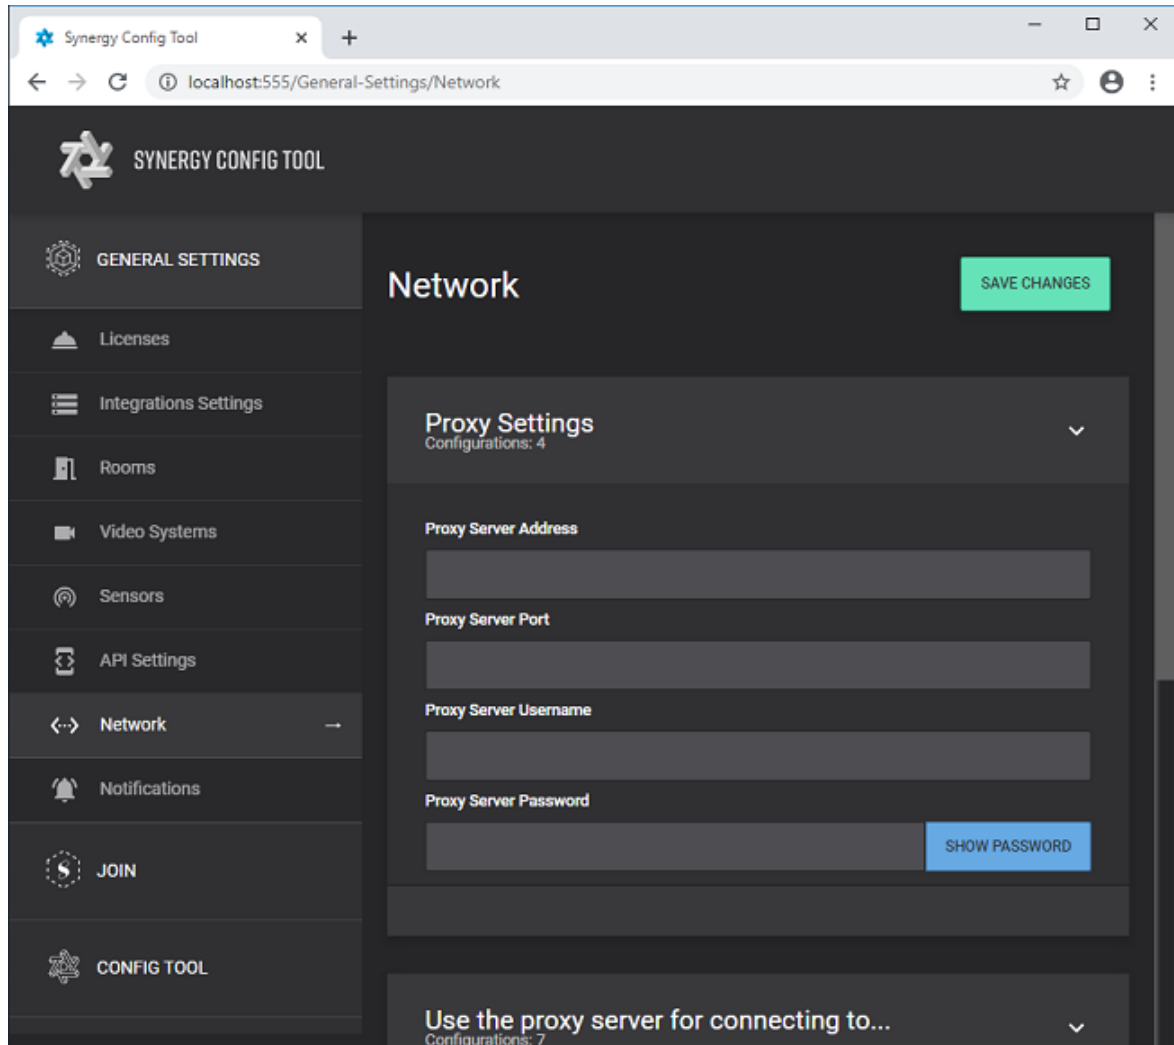 Synergy Config Tool
localhost:555/General-Settings/Network
SYNERGY CONFIG TOOL
GENERAL SETTINGS
Licenses
Integrations Settings
Rooms
Video Systems
Sensors
API Settings
Network
Notifications
JOIN
CONFIG TOOL
Network
SAVE CHANGES
Proxy Settings
Configurations: 4
Proxy Server Address
Proxy Server Port
Proxy Server Username
Proxy Server Password
SHOW PASSWORD
Use the proxy server for connecting to...
Configurations: 7